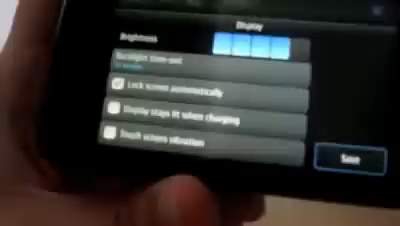 Display
Brightness
Backlight time-out
Lock screen automatically
Display stays lit when charging
Touch screen vibration
Save